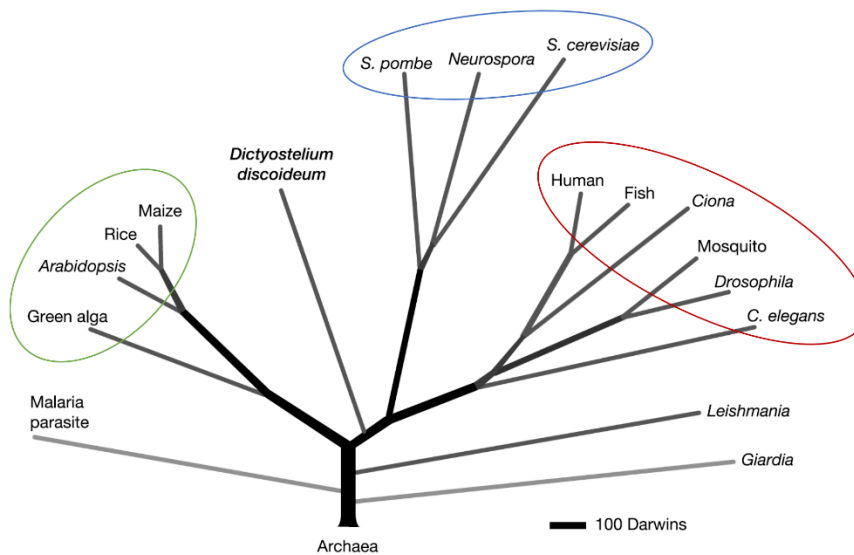 S. cerevisiae
S. pombe
Neurospora
Dictyostelium
discoideum
Human
Fish
Ciona
Maize
Rice
Mosquito
Arabidopsis
Drosophila
Green alga
C. elegans
Malaria
parasite
Leishmania
Giardia
100 Darwins
Archaea